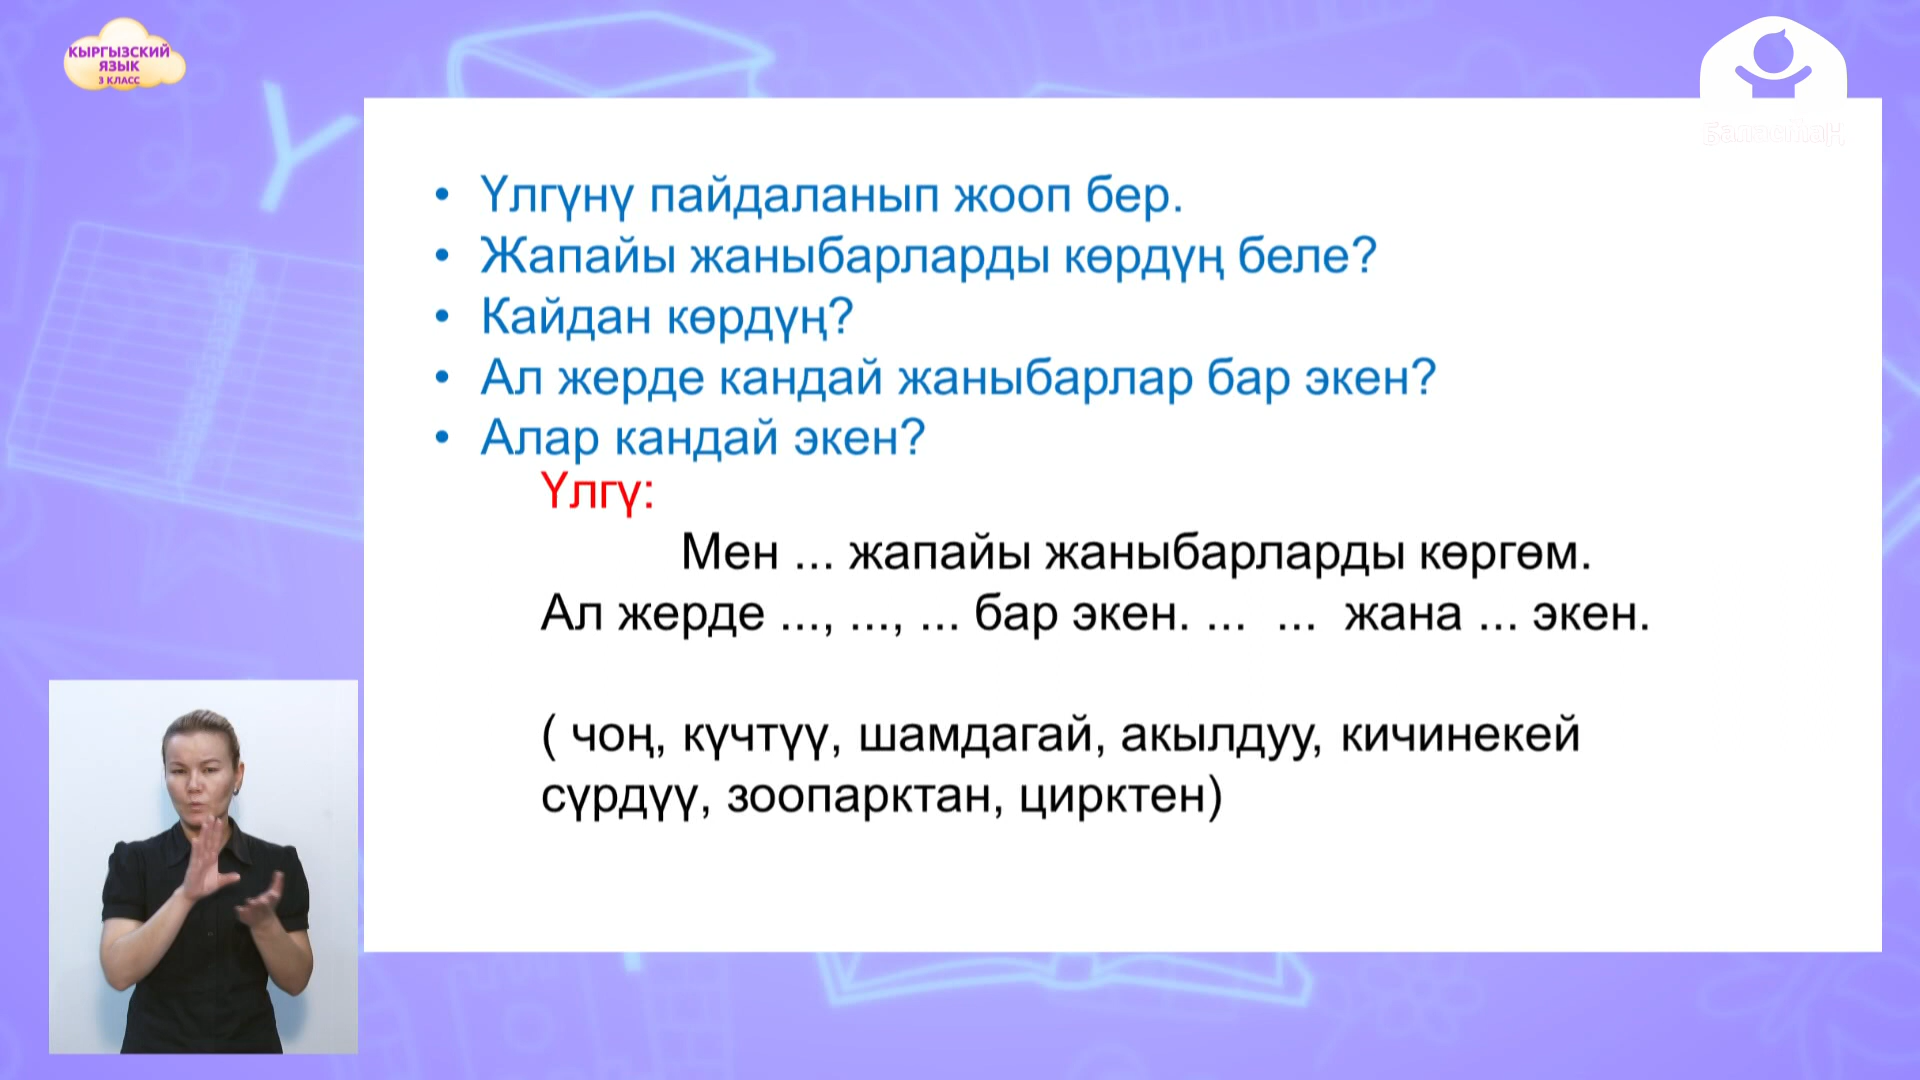 КЫРГЫЗСКИЙ
ЯЗЫК
3 КЛАСС
Баластан
• Үлгүнү пайдаланып жооп бер.
• Жапайы жаныбарларды көрдүң беле?
• Кайдан көрдүң?
• Ал жерде кандай жаныбарлар бар экен?
• Алар кандай экен?
Үлгү:
Мен ... жапайы жаныбарларды көргөм.
Ал жерде ..., ..., ... бар экен. ... ... жана ... экен.
( чоң, күчтүү, шамдагай, акылдуу, кичинекей
сүрдүү, зоопарктан, цирктен)